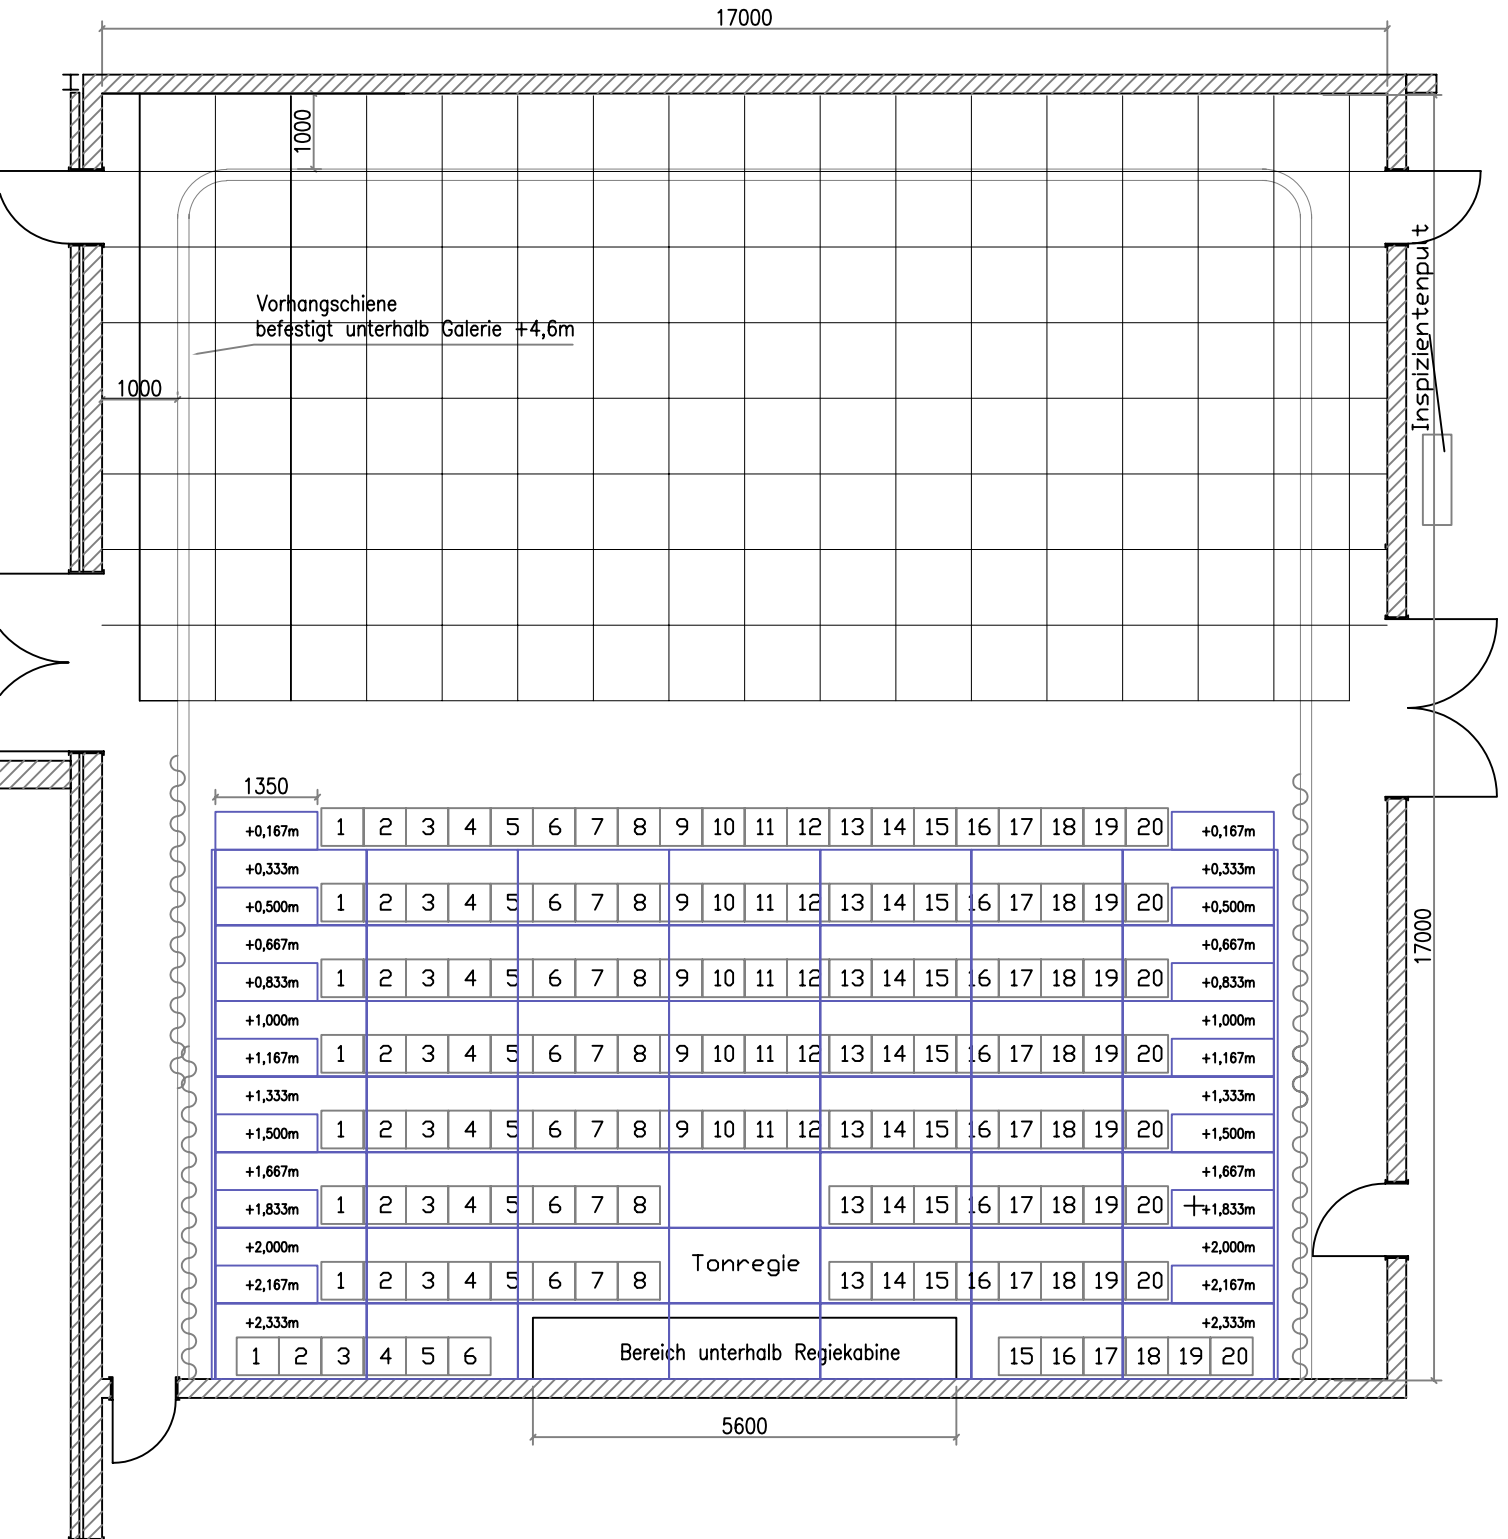 17000
1000
Vorhangschiene
befestigt unterhalb Galerie +4,6m
1000
Inspizientenpult
17000
1350
+0,167m 1 2 3 4 5 6 7 8 9 10 11 12 13 14 15 16 17 18 19 20 +0,167m
+0,333m +0,333m
+0,500m 1 2 3 4 5 6 7 8 9 10 11 12 13 14 15 16 17 18 19 20 +0,500m
+0,667m +0,667m
+0,833m 1 2 3 4 5 6 7 8 9 10 11 12 13 14 15 16 17 18 19 20 +0,833m
+1,000m +1,000m
+1,167m 1 2 3 4 5 6 7 8 9 10 11 12 13 14 15 16 17 18 19 20 +1,167m
+1,333m +1,333m
+1,500m 1 2 3 4 5 6 7 8 9 10 11 12 13 14 15 16 17 18 19 20 +1,500m
+1,667m +1,667m
+1,833m 1 2 3 4 5 6 7 8 13 14 15 16 17 18 19 20 +1,833m
+2,000m Tonregie +2,000m
+2,167m 1 2 3 4 5 6 7 8 13 14 15 16 17 18 19 20 +2,167m
+2,333m +2,333m
1 2 3 4 5 6 Bereich unterhalb Regiekabine 15 16 17 18 19 20
5600